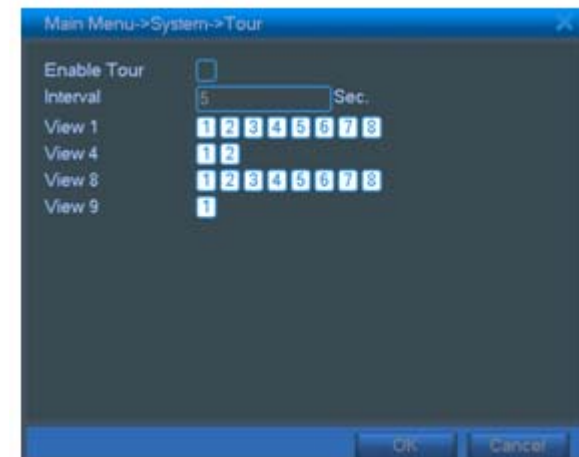 Main Menu->System->Tour
Enable Tour
Interval 5 Sec.
View 1 1 2 3 4 5 6 7 8
View 4 1 2
View 8 1 2 3 4 5 6 7 8
View 9 1
OK Cancel